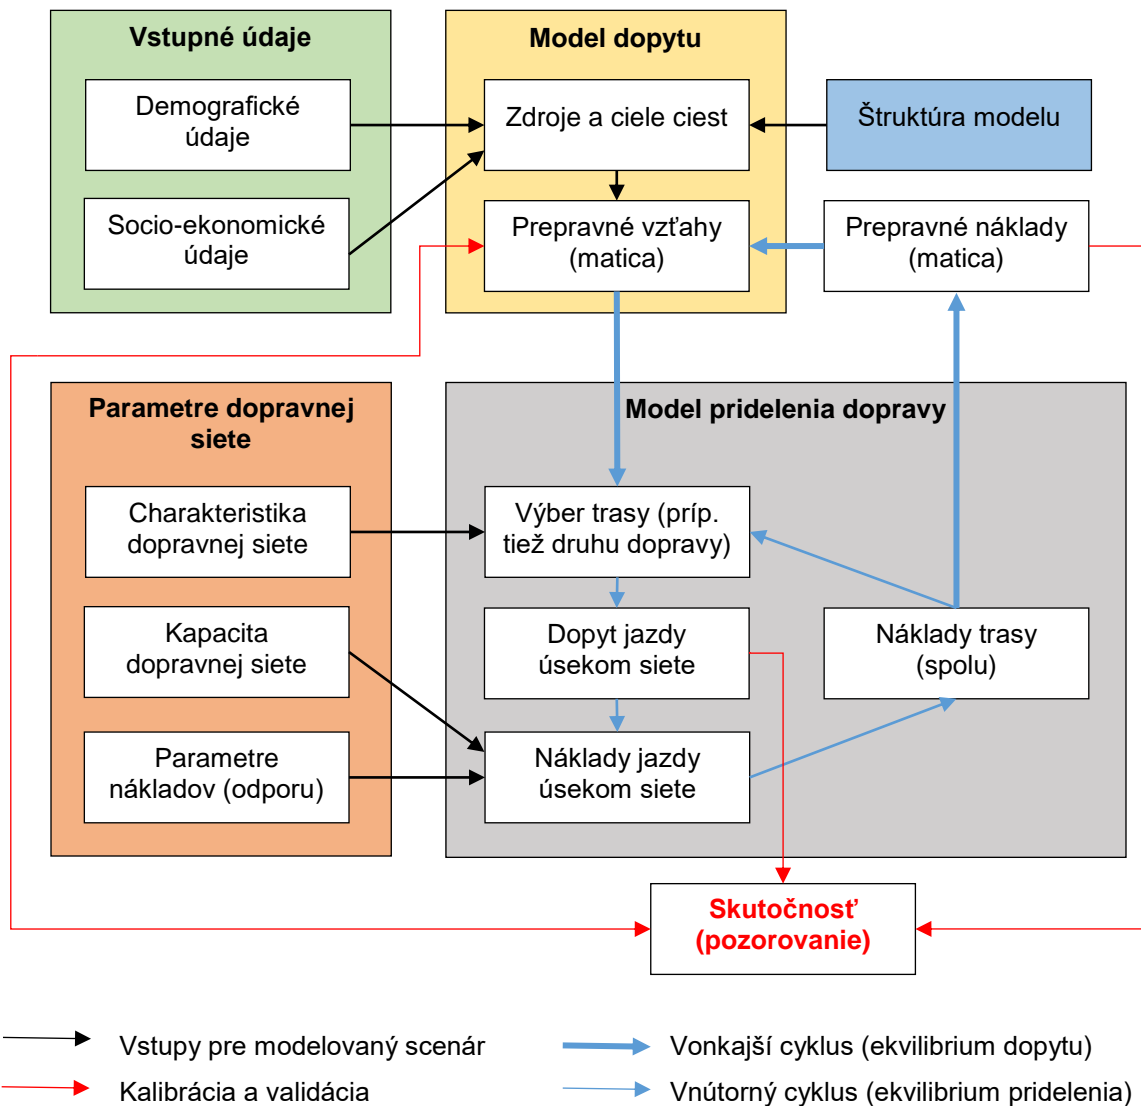 Vstupné údaje
Demografické
údaje
Socio-ekonomické
údaje
Model dopytu
Zdroje a ciele ciest
Prepravné vzťahy
(matica)
Štruktúra modelu
Prepravné náklady
(matica)
Parametre dopravnej
siete
Charakteristika
dopravnej siete
Kapacita
dopravnej siete
Parametre
nákladov (odporu)
Model pridelenia dopravy
Výber trasy (príp.
tiež druhu dopravy)
Dopyt jazdy
úsekom siete
Náklady jazdy
úsekom siete
Náklady trasy
(spolu)
Skutočnosť
(pozorovanie)
Vstupy pre modelovaný scenár
Kalibrácia a validácia
Vonkajší cyklus (ekvilibrium dopytu)
Vnútorný cyklus (ekvilibrium pridelenia)